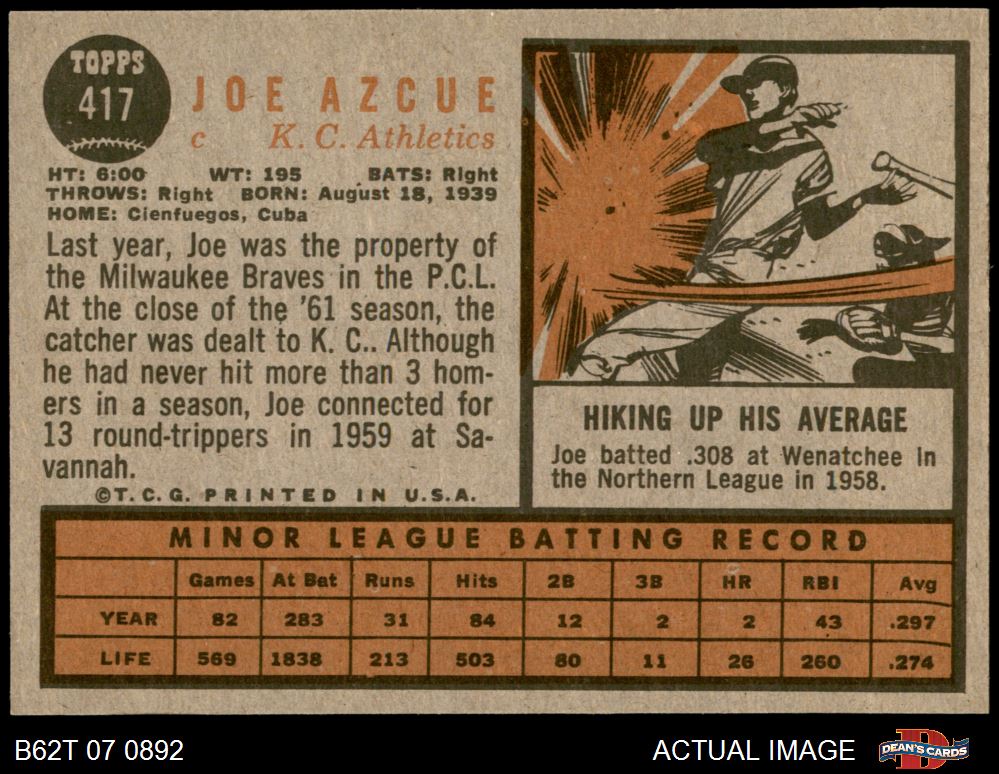 TOPPS
417
JOE AZCUE
c K. C. Athletics
HT: 6:00 WT: 195 BATS: Right
THROWS: Right BORN: August 18, 1939
HOME: Cienfuegos, Cuba
Last year, Joe was the property of
the Milwaukee Braves in the P.C.L.
At the close of the '61 season, the
catcher was dealt to K. C.. Although
he had never hit more than 3 hom-
ers in a season, Joe connected for
13 round-trippers in 1959 at Sa-
vannah.
©T. C. G. PRINTED IN U.S.A.
HIKING UP HIS AVERAGE
Joe batted .308 at Wenatchee in
the Northern League in 1958.
MINOR LEAGUE BATTING RECORD
Games At Bat Runs Hits 2B 3B HR RBI Avg
YEAR 82 283 31 84 12 2 2 43 .297
LIFE 569 1838 213 503 80 11 26 260 .274
B62T 07 0892 ACTUAL IMAGE DEAN'S CARDS